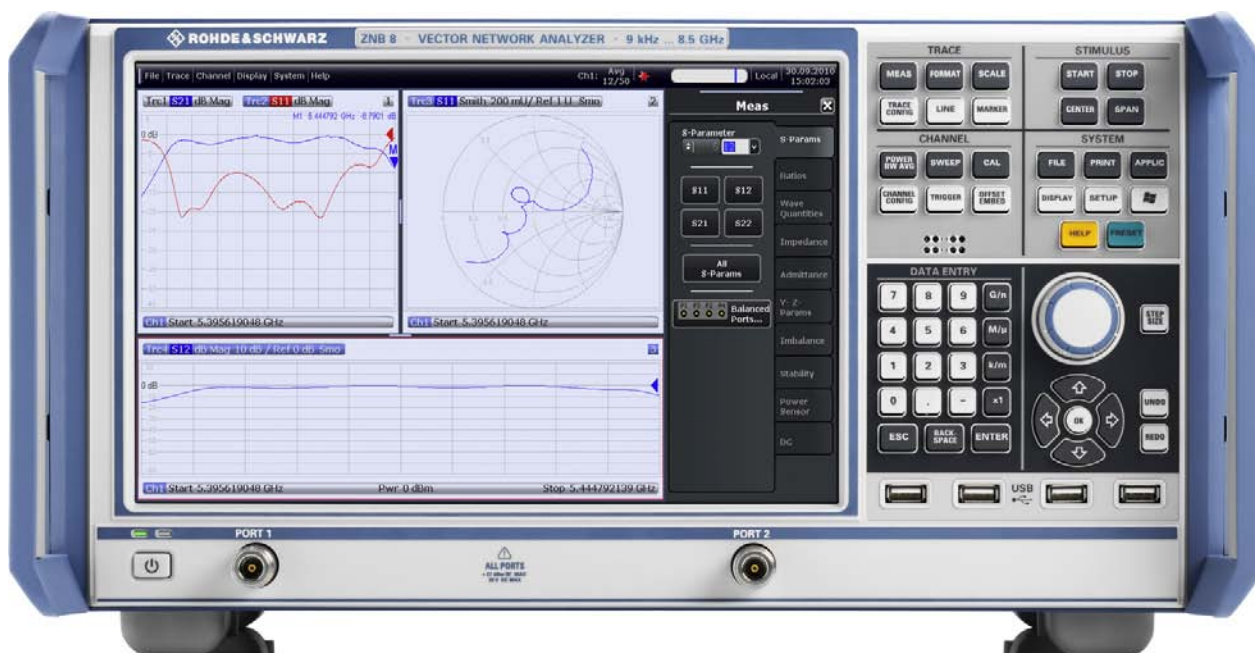 ROHDE&SCHWARZ
ZNB 8 – VECTOR NETWORK ANALYZER – 9 kHz ... 8.5 GHz
File Trace Channel Display System Help
Ch1: Avg 12/50
Local
30.09.2010
15:02:03
Trc1 S21 dB Mag Trc2 S11 dB Mag 1
M1 5.444792 GHz -8.7901 dB
0 dB
M
Ch1 Start 5.395619048 GHz
Trc3 S11 Smith 200 mU/ Ref 1 U Smo 2
Ch1 Start 5.395619048 GHz
Trc4 S12 dB Mag 10 dB / Ref 0 dB Smo 3
0 dB
Ch1 Start 5.395619048 GHz Pwr 0 dBm Stop 5.444792139 GHz
Meas
S-Parameter
S11 S12
S21 S22
All
S-Params
Balanced
Ports...
S-Params
Ratios
Wave
Quantities
Impedance
Admittance
Y- Z-
Params
Imbalance
Stability
Power
Sensor
DC
TRACE
MEAS FORMAT SCALE
TRACE CONFIG LINE MARKER
CHANNEL
POWER BW AVG SWEEP CAL
CHANNEL CONFIG TRIGGER OFFSET EMBED
STIMULUS
START STOP
CENTER SPAN
SYSTEM
FILE PRINT APPLIC
DISPLAY SETUP
HELP PRESET
DATA ENTRY
7 8 9 G/n
4 5 6 M/µ
1 2 3 k/m
0 . - x1
ESC BACK SPACE ENTER
STEP SIZE
OK
UNDO
REDO
USB
PORT 1
ALL PORTS
PORT 2